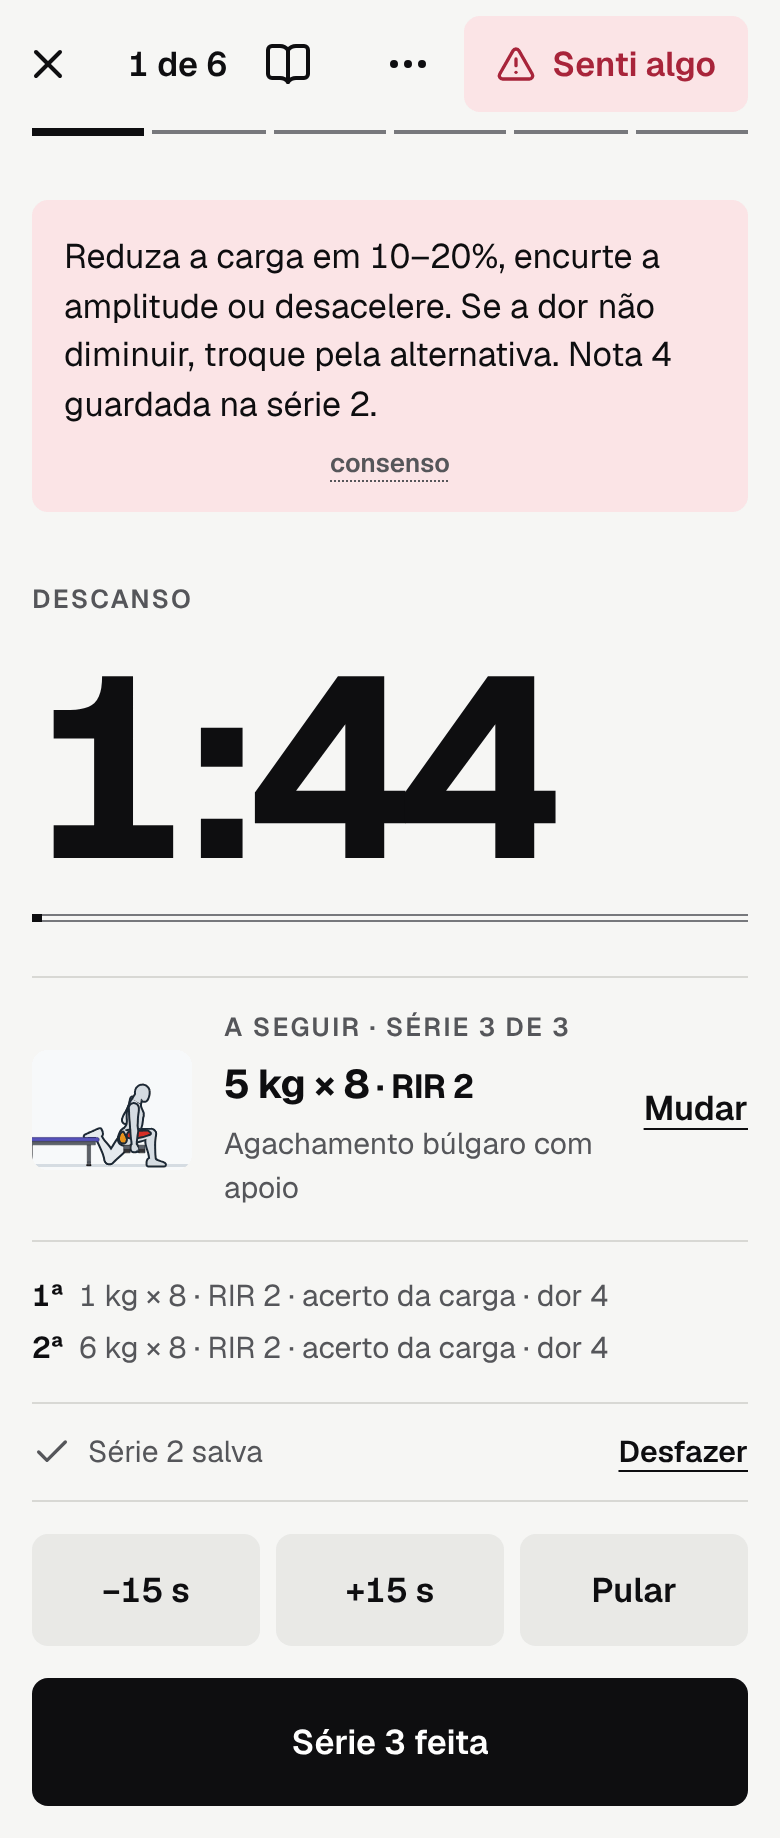 1 de 6
Senti algo
Reduza a carga em 10–20%, encurte a
amplitude ou desacelere. Se a dor não
diminuir, troque pela alternativa. Nota 4
guardada na série 2.
consenso
DESCANSO
1:44
A SEGUIR · SÉRIE 3 DE 3
5 kg × 8 · RIR 2
Mudar
Agachamento búlgaro com
apoio
1ª 1 kg × 8 · RIR 2 · acerto da carga · dor 4
2ª 6 kg × 8 · RIR 2 · acerto da carga · dor 4
Série 2 salva
Desfazer
−15 s
+15 s
Pular
Série 3 feita